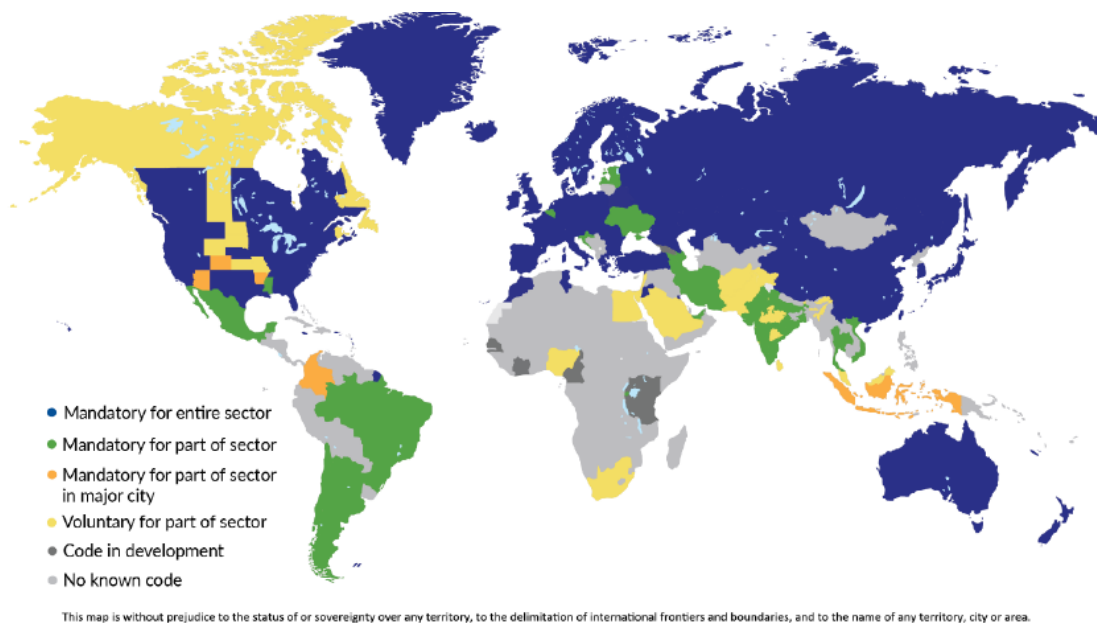 Mandatory for entire sector
Mandatory for part of sector
Mandatory for part of sector
in major city
Voluntary for part of sector
Code in development
No known code
This map is without prejudice to the status of or sovereignty over any territory, to the delimitation of international frontiers and boundaries, and to the name of any territory, city or area.